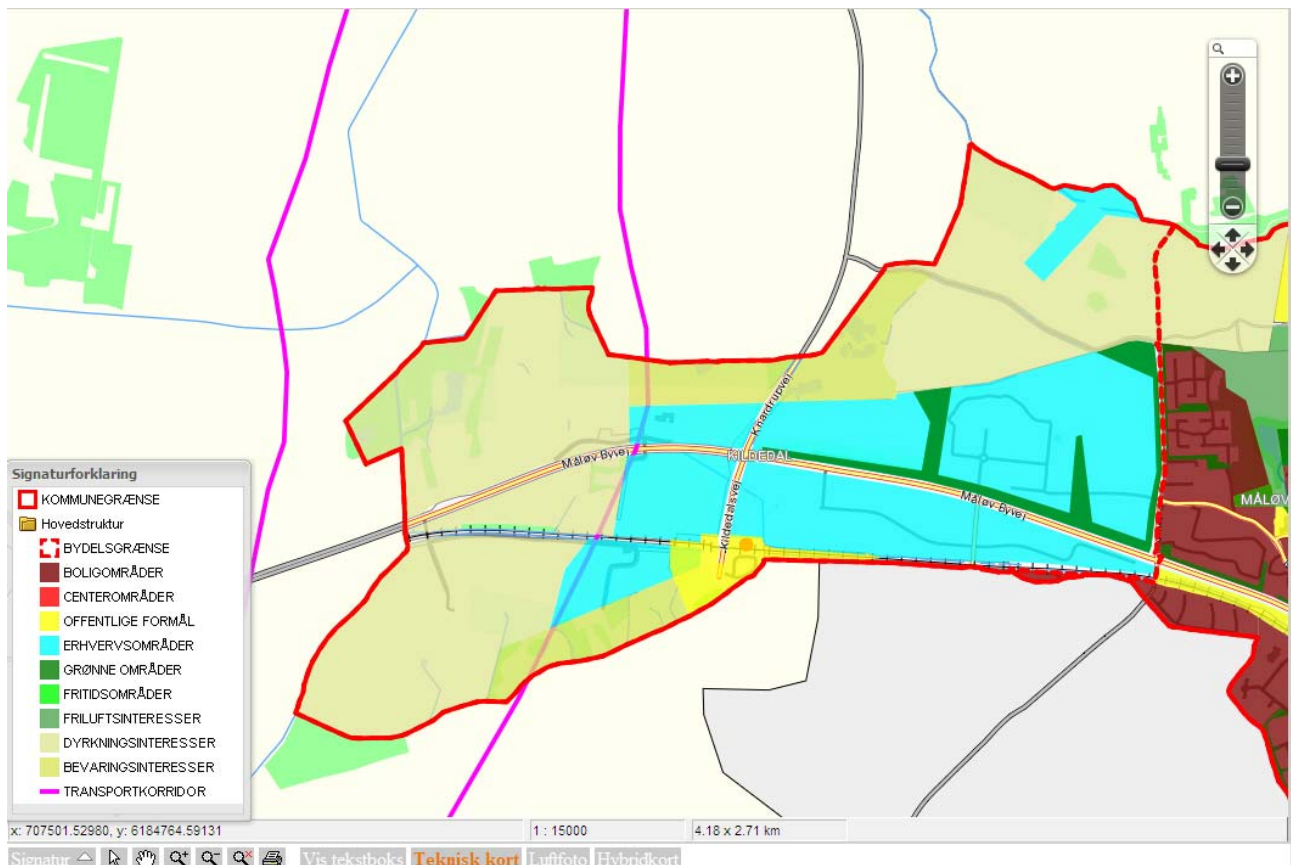 Knardrupvej
Måløv Byvej
KILDEDAL
Kildedalsvej
Måløv Byvej
MÅLØV
Signaturforklaring
KOMMUNEGRÆNSE
Hovedstruktur
BYDELSGRÆNSE
BOLIGOMRÅDER
CENTEROMRÅDER
OFFENTLIGE FORMÅL
ERHVERVSOMRÅDER
GRØNNE OMRÅDER
FRITIDSOMRÅDER
FRILUFTSINTERESSER
DYRKNINGSINTERESSER
BEVARINGSINTERESSER
TRANSPORTKORRIDOR
x: 707501.52980, y: 6184764.59131 1 : 15000 4.18 x 2.71 km
Signatur Vis tekstboks Teknisk kort Luftfoto Hybridkort